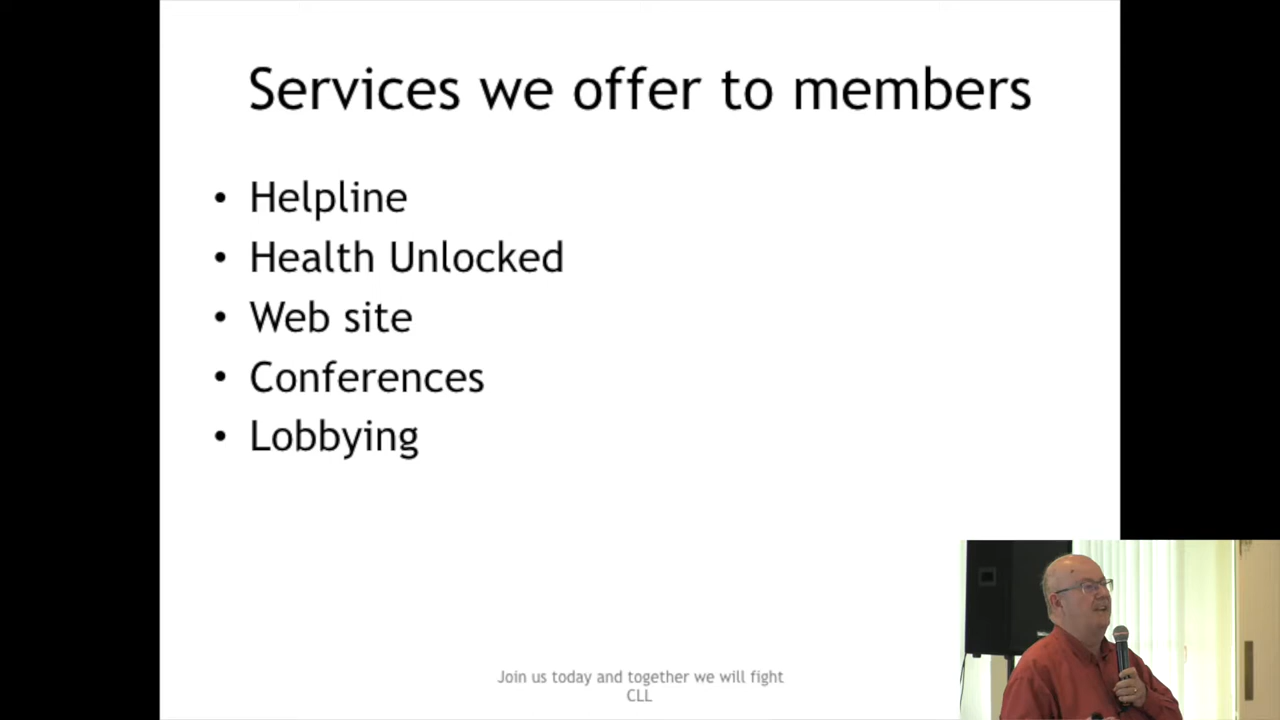 Services we offer to members
• Helpline
• Health Unlocked
• Web site
• Conferences
• Lobbying
Join us today and together we will fight
CLL